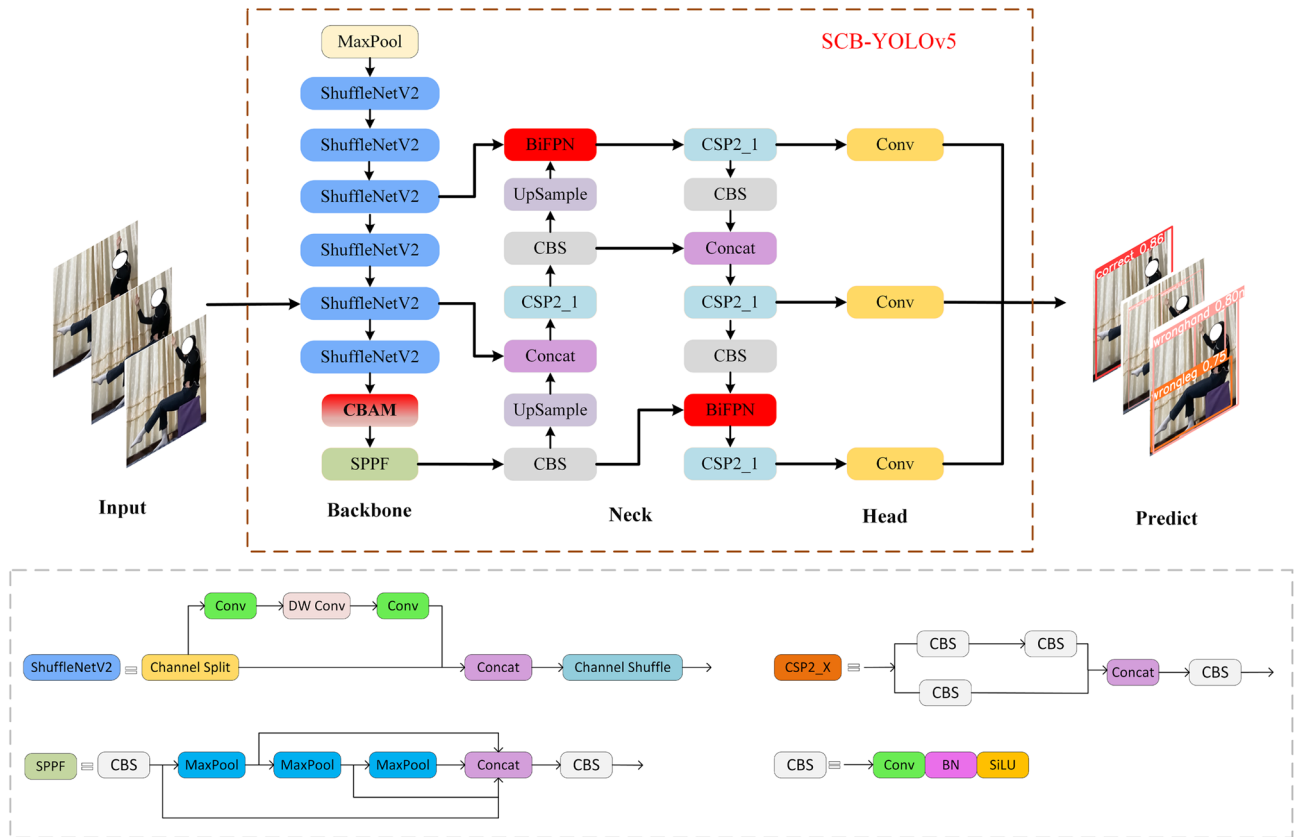 SCB-YOLOv5
MaxPool
ShuffleNetV2
ShuffleNetV2
BiFPN
CSP2_1
Conv
ShuffleNetV2
UpSample
CBS
ShuffleNetV2
CBS
Concat
ShuffleNetV2
CSP2_1
CSP2_1
Conv
ShuffleNetV2
Concat
CBS
CBAM
UpSample
BiFPN
SPPF
CBS
CSP2_1
Conv
correct 0.86
wronghand 0.80
wrongleg 0.75
Input
Backbone
Neck
Head
Predict
Conv
DW Conv
Conv
ShuffleNetV2
=
Channel Split
Concat
Channel Shuffle
CSP2_X
=
CBS
CBS
CBS
Concat
CBS
SPPF
=
CBS
MaxPool
MaxPool
MaxPool
Concat
CBS
CBS
=
Conv
BN
SiLU